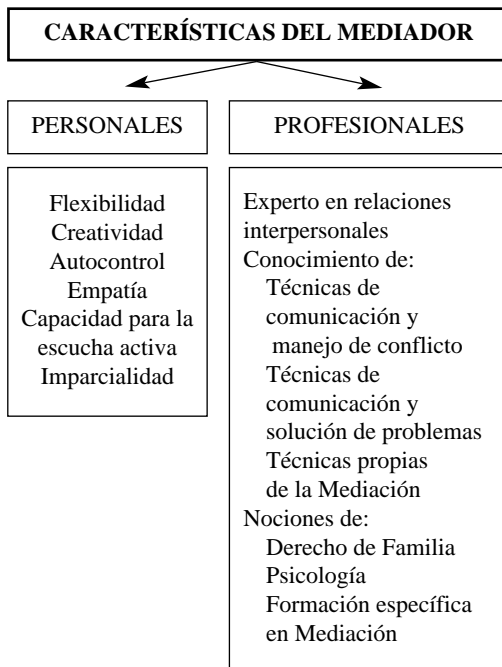 CARACTERÍSTICAS DEL MEDIADOR
PERSONALES
Flexibilidad
Creatividad
Autocontrol
Empatía
Capacidad para la
escucha activa
Imparcialidad
PROFESIONALES
Experto en relaciones
interpersonales
Conocimiento de:
Técnicas de
comunicación y
manejo de conflicto
Técnicas de
comunicación y
solución de problemas
Técnicas propias
de la Mediación
Nociones de:
Derecho de Familia
Psicología
Formación específica
en Mediación